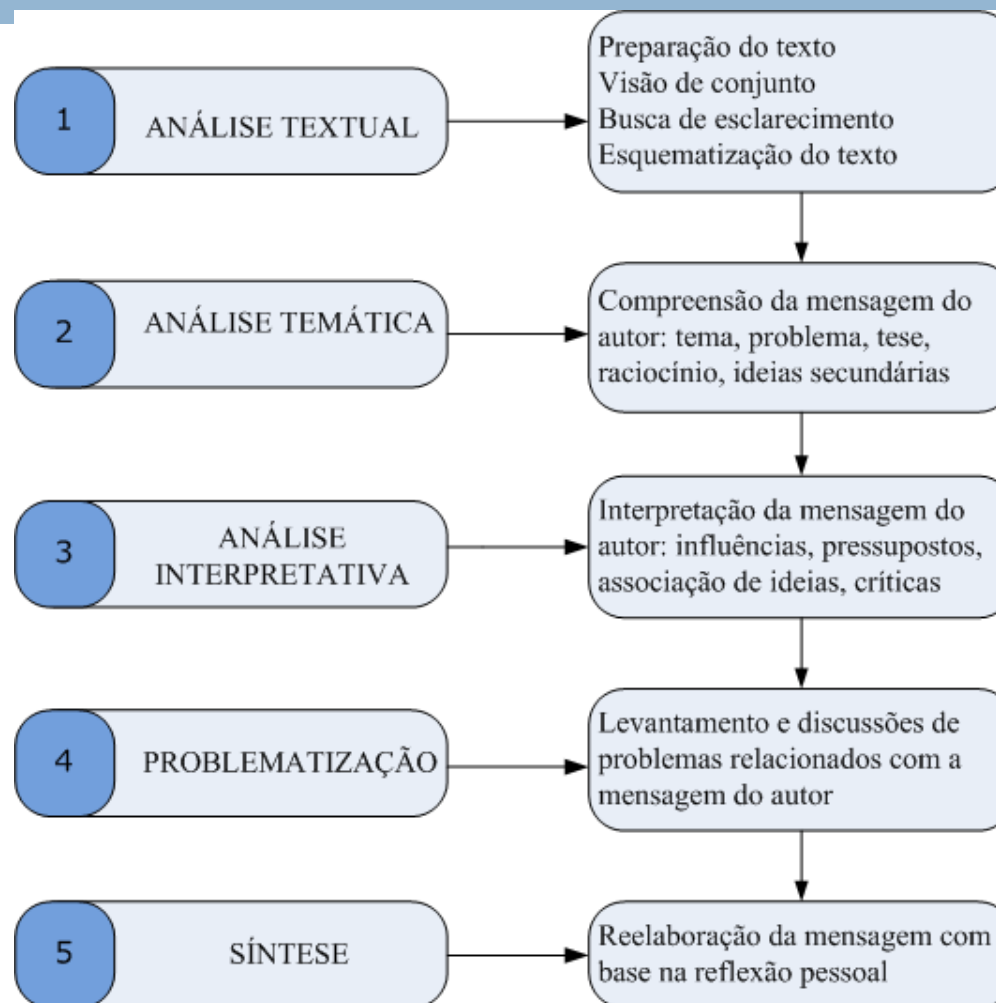 1
ANÁLISE TEXTUAL
Preparação do texto
Visão de conjunto
Busca de esclarecimento
Esquematização do texto
2
ANÁLISE TEMÁTICA
Compreensão da mensagem do
autor: tema, problema, tese,
raciocínio, ideias secundárias
3
ANÁLISE
INTERPRETATIVA
Interpretação da mensagem do
autor: influências, pressupostos,
associação de ideias, críticas
4
PROBLEMATIZAÇÃO
Levantamento e discussões de
problemas relacionados com a
mensagem do autor
5
SÍNTESE
Reelaboração da mensagem com
base na reflexão pessoal